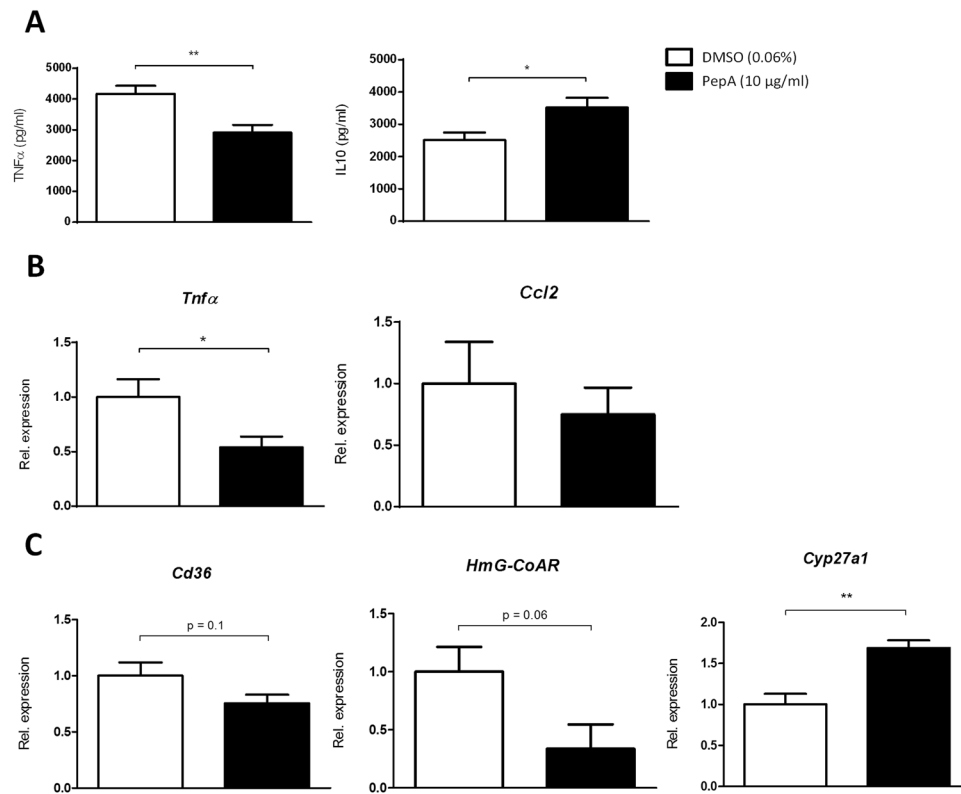 A
**
*
DMSO (0.06%)
PepA (10 µg/ml)
TNFα (pg/ml)
5000
4000
3000
2000
1000
0
IL10 (pg/ml)
5000
4000
3000
2000
1000
0
B
Tnfα
Ccl2
*
Rel. expression
1.5
1.0
0.5
0.0
Rel. expression
1.5
1.0
0.5
0.0
C
Cd36
HmG-CoAR
Cyp27a1
p = 0.1
p = 0.06
**
Rel. expression
1.5
1.0
0.5
0.0
Rel. expression
1.5
1.0
0.5
0.0
Rel. expression
2.0
1.5
1.0
0.5
0.0